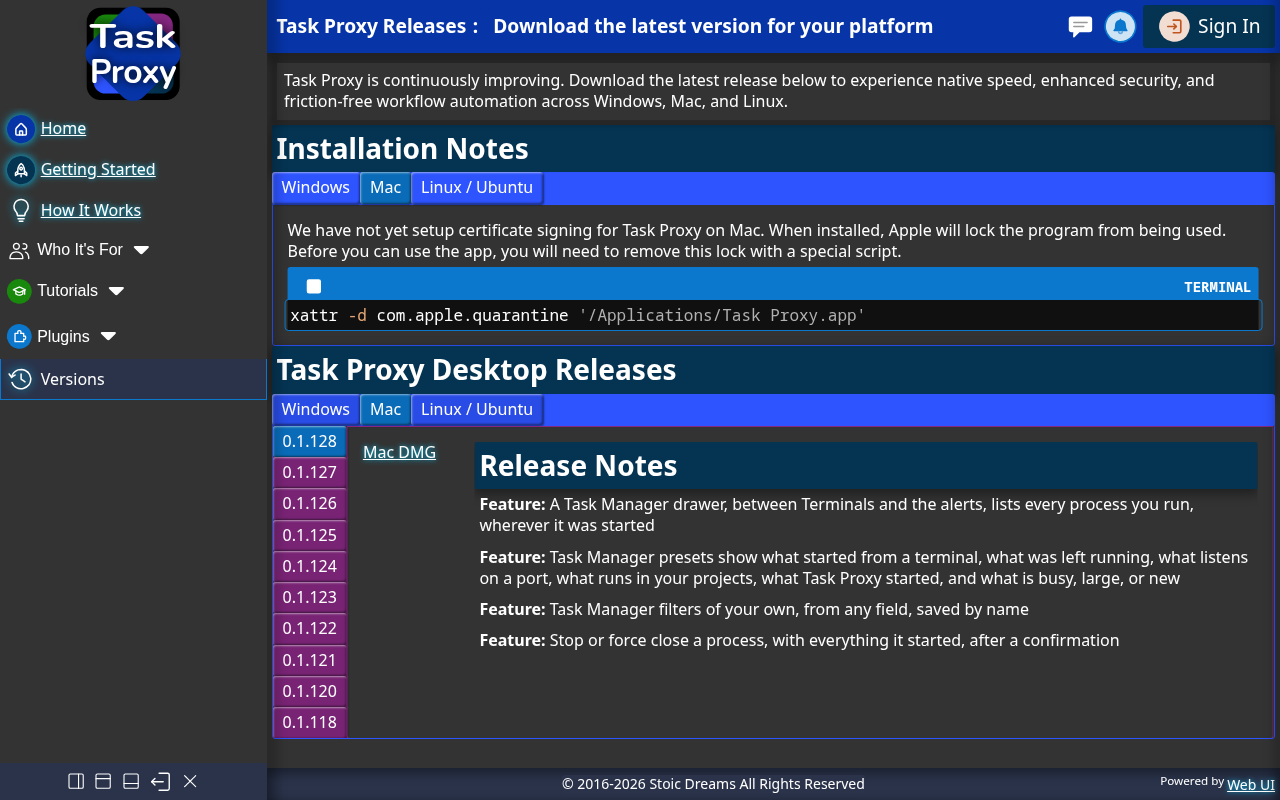 Task
Proxy
Home
Getting Started
How It Works
Who It's For
Tutorials
Plugins
Versions
Task Proxy Releases : Download the latest version for your platform
Sign In
Task Proxy is continuously improving. Download the latest release below to experience native speed, enhanced security, and
friction-free workflow automation across Windows, Mac, and Linux.
Installation Notes
Windows Mac Linux / Ubuntu
We have not yet setup certificate signing for Task Proxy on Mac. When installed, Apple will lock the program from being used.
Before you can use the app, you will need to remove this lock with a special script.
TERMINAL
xattr -d com.apple.quarantine '/Applications/Task Proxy.app'
Task Proxy Desktop Releases
Windows Mac Linux / Ubuntu
0.1.128
0.1.127
0.1.126
0.1.125
0.1.124
0.1.123
0.1.122
0.1.121
0.1.120
0.1.118
Mac DMG
Release Notes
Feature: A Task Manager drawer, between Terminals and the alerts, lists every process you run,
wherever it was started
Feature: Task Manager presets show what started from a terminal, what was left running, what listens
on a port, what runs in your projects, what Task Proxy started, and what is busy, large, or new
Feature: Task Manager filters of your own, from any field, saved by name
Feature: Stop or force close a process, with everything it started, after a confirmation
© 2016-2026 Stoic Dreams All Rights Reserved
Powered by Web UI